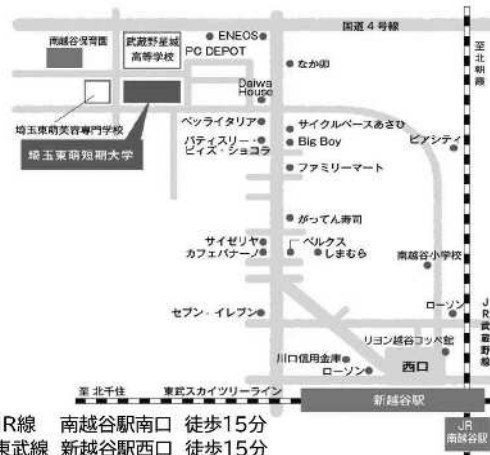 国道4号線
至北朝霞
南越谷保育園
武蔵野星城
高等学校
ENEOS
PC DEPOT
なか卯
Daiwa
House
埼玉東萌美容専門学校
埼玉東萌短期大学
ベッライタリア
パティスリー・
ビィズ・ショコラ
サイクルベースあさひ
Big Boy
ピアシティ
ファミリーマート
がってん寿司
サイゼリヤ
カフェバナーノ
ベルクス
しまむら
南越谷小学校
セブン‐イレブン
ローソン
JR武蔵野線
リヨン越谷コッペ館
川口信用金庫
ローソン
西口
至 北千住
東武スカイツリーライン
新越谷駅
JR
南越谷駅
JR線 南越谷駅南口 徒歩15分
東武線 新越谷駅西口 徒歩15分